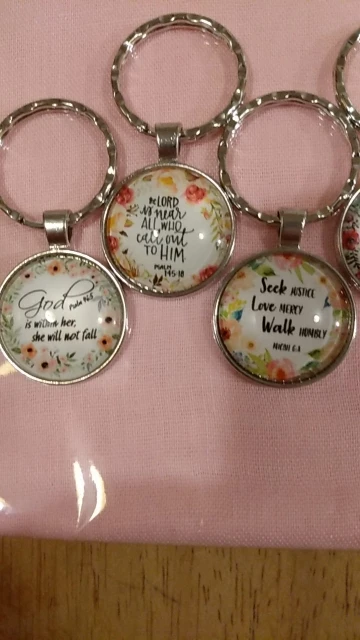 God
Psalm 46:5
is within her,
she will not fall
the LORD
is near
ALL WHO
call out
TO HIM
PSALM
145:18
Seek JUSTICE
Love MERCY
Walk HUMBLY
MICAH 6:8